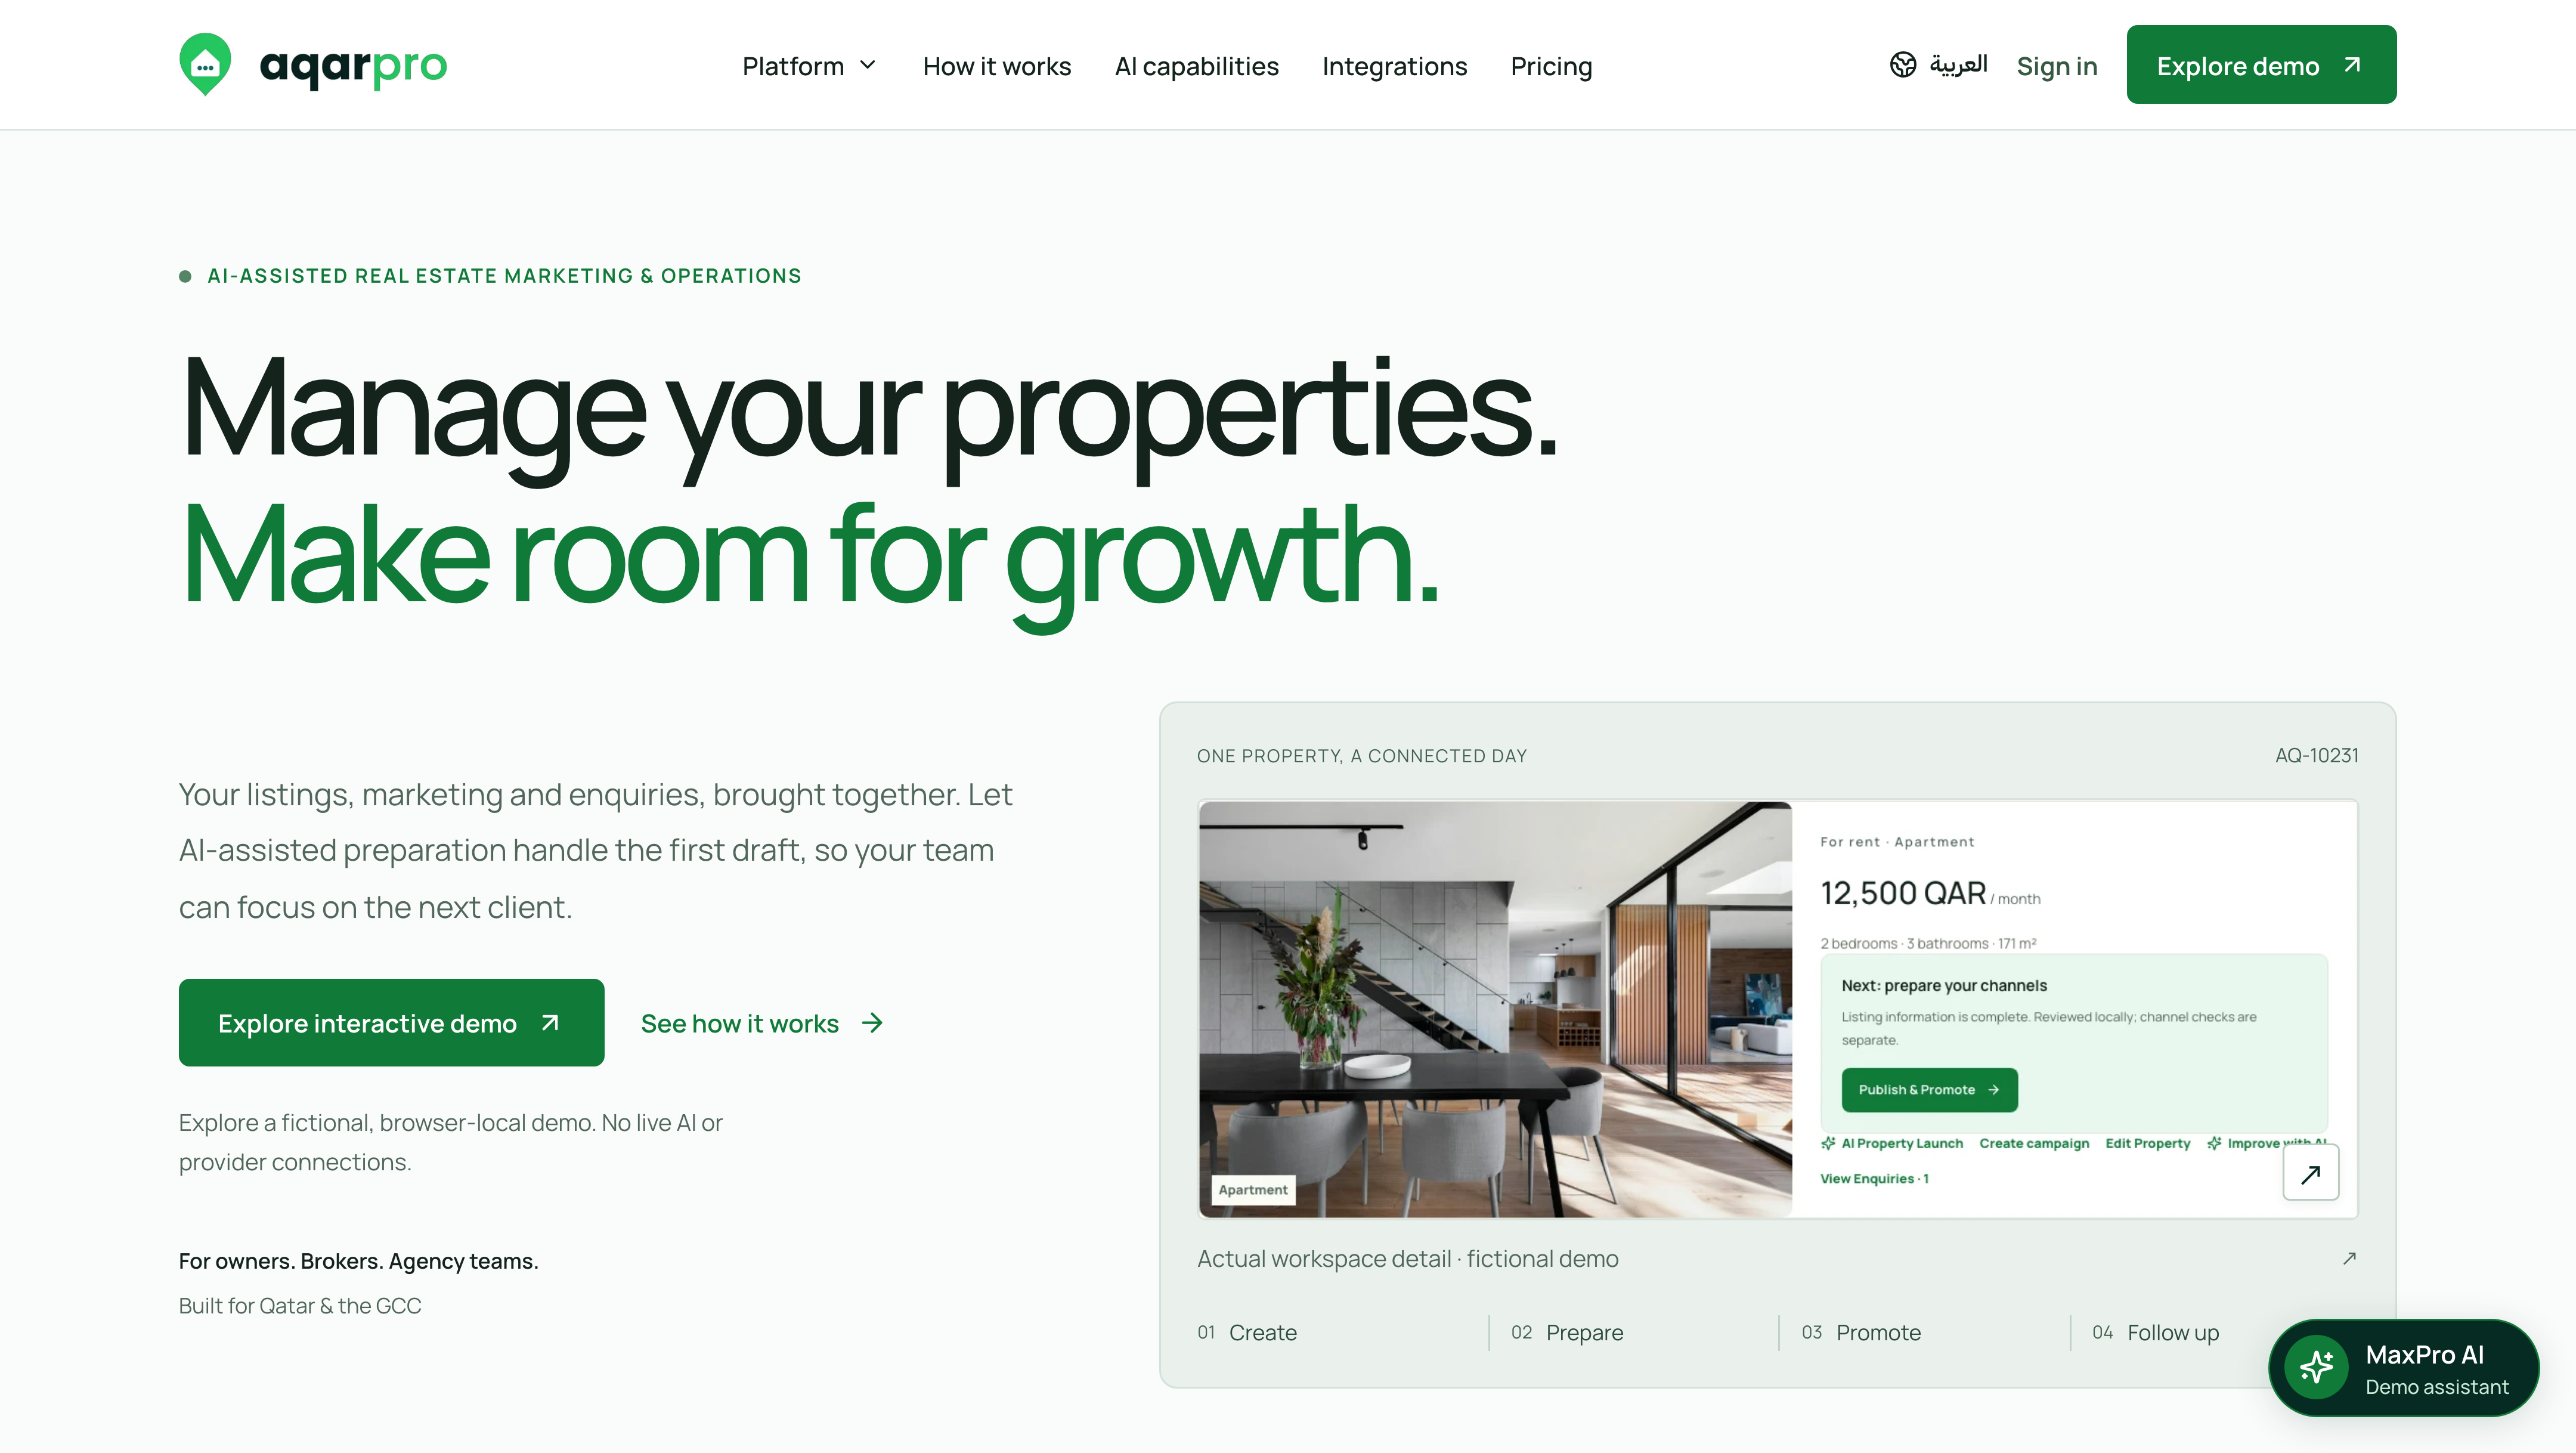 aqarpro
Platform
How it works
AI capabilities
Integrations
Pricing
العربية
Sign in
Explore demo
AI-ASSISTED REAL ESTATE MARKETING & OPERATIONS
Manage your properties.
Make room for growth.
Your listings, marketing and enquiries, brought together. Let
AI-assisted preparation handle the first draft, so your team
can focus on the next client.
Explore interactive demo
See how it works
Explore a fictional, browser-local demo. No live AI or
provider connections.
For owners. Brokers. Agency teams.
Built for Qatar & the GCC
ONE PROPERTY, A CONNECTED DAY
AQ-10231
Apartment
For rent · Apartment
12,500 QAR / month
2 bedrooms · 3 bathrooms · 171 m²
Next: prepare your channels
Listing information is complete. Reviewed locally; channel checks are
separate.
Publish & Promote
AI Property Launch
Create campaign
Edit Property
Improve with AI
View Enquiries · 1
Actual workspace detail · fictional demo
01 Create
02 Prepare
03 Promote
04 Follow up
MaxPro AI
Demo assistant